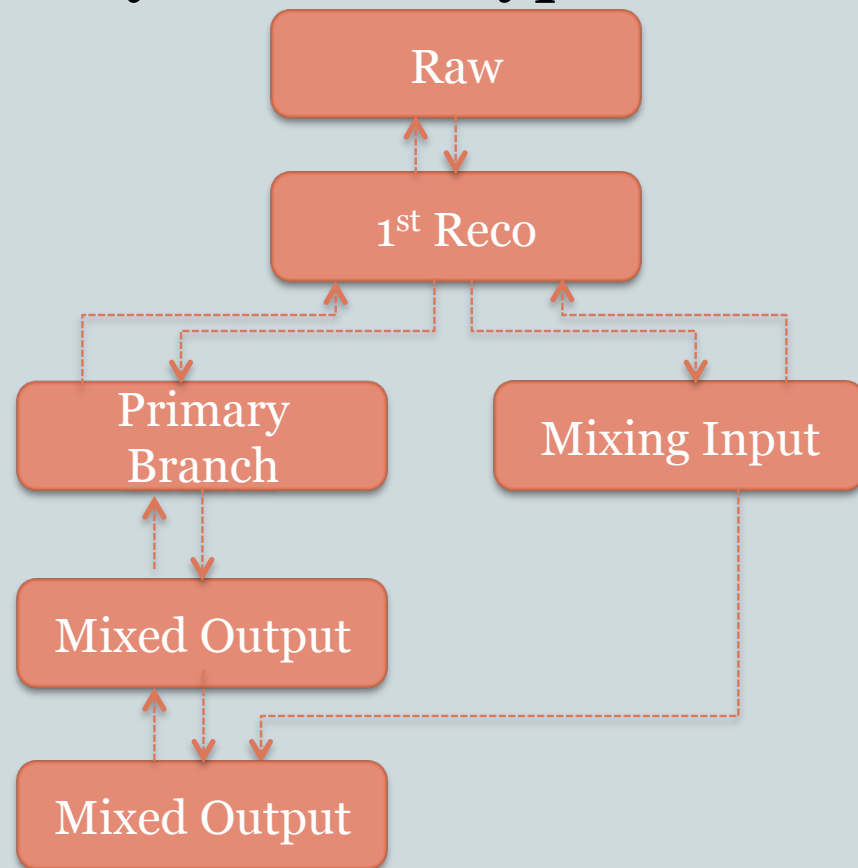 Raw
1st Reco
Primary
Branch
Mixing Input
Mixed Output
Mixed Output